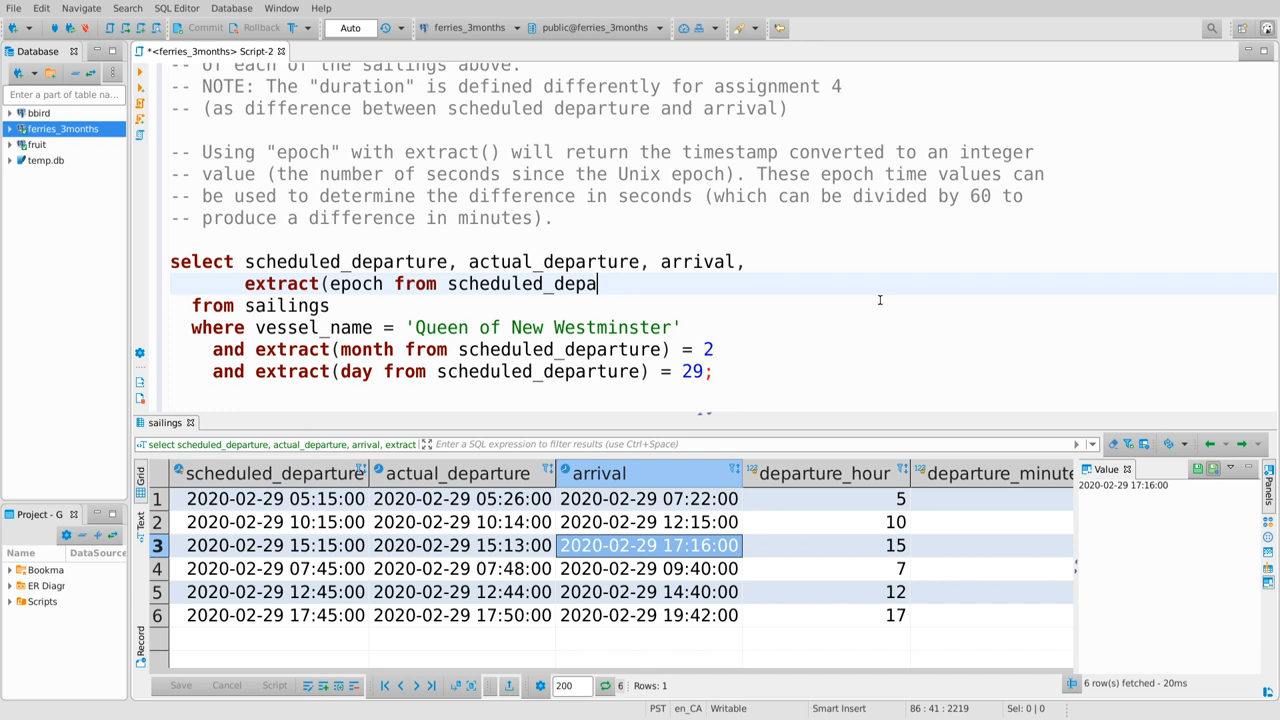 File Edit Navigate Search SQL Editor Database Window Help
Commit Rollback T Auto ferries_3months public@ferries_3months
Database *<ferries_3months> Script-2
Enter a part of table na...
bbird
ferries_3months
fruit
temp.db
-- of each of the sailings above.
-- NOTE: The "duration" is defined differently for assignment 4
-- (as difference between scheduled departure and arrival)
-- Using "epoch" with extract() will return the timestamp converted to an integer
-- value (the number of seconds since the Unix epoch). These epoch time values can
-- be used to determine the difference in seconds (which can be divided by 60 to
-- produce a difference in minutes).
select scheduled_departure, actual_departure, arrival,
extract(epoch from scheduled_depa
from sailings
where vessel_name = 'Queen of New Westminster'
and extract(month from scheduled_departure) = 2
and extract(day from scheduled_departure) = 29;
sailings
select scheduled_departure, actual_departure, arrival, extract Enter a SQL expression to filter results (use Ctrl+Space)
Grid
Text
Record
scheduled_departure actual_departure arrival departure_hour departure_minute
1 2020-02-29 05:15:00 2020-02-29 05:26:00 2020-02-29 07:22:00 5
2 2020-02-29 10:15:00 2020-02-29 10:14:00 2020-02-29 12:15:00 10
3 2020-02-29 15:15:00 2020-02-29 15:13:00 2020-02-29 17:16:00 15
4 2020-02-29 07:45:00 2020-02-29 07:48:00 2020-02-29 09:40:00 7
5 2020-02-29 12:45:00 2020-02-29 12:44:00 2020-02-29 14:40:00 12
6 2020-02-29 17:45:00 2020-02-29 17:50:00 2020-02-29 19:42:00 17
Value
2020-02-29 17:16:00
Panels
Project - G
Name DataSource
Bookma
ER Diagr
Scripts
Save Cancel Script 200 6 Rows: 1
6 row(s) fetched - 20ms
PST en_CA Writable Smart Insert 86 : 41 : 2219 Sel: 0 | 0